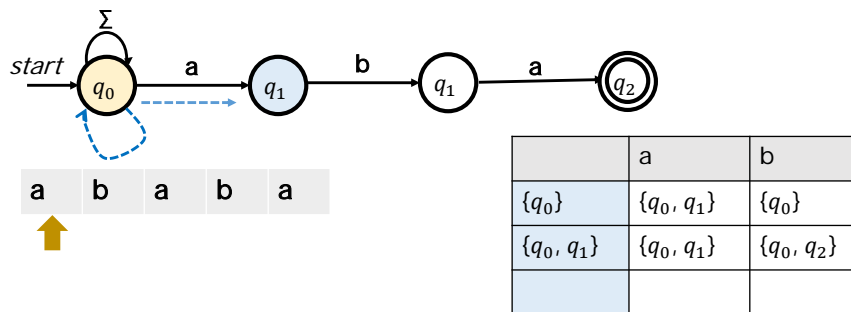 Σ
start a b a
q₀ q₁ q₁ q₂
a b a b a
a b
{q₀} {q₀, q₁} {q₀}
{q₀, q₁} {q₀, q₁} {q₀, q₂}